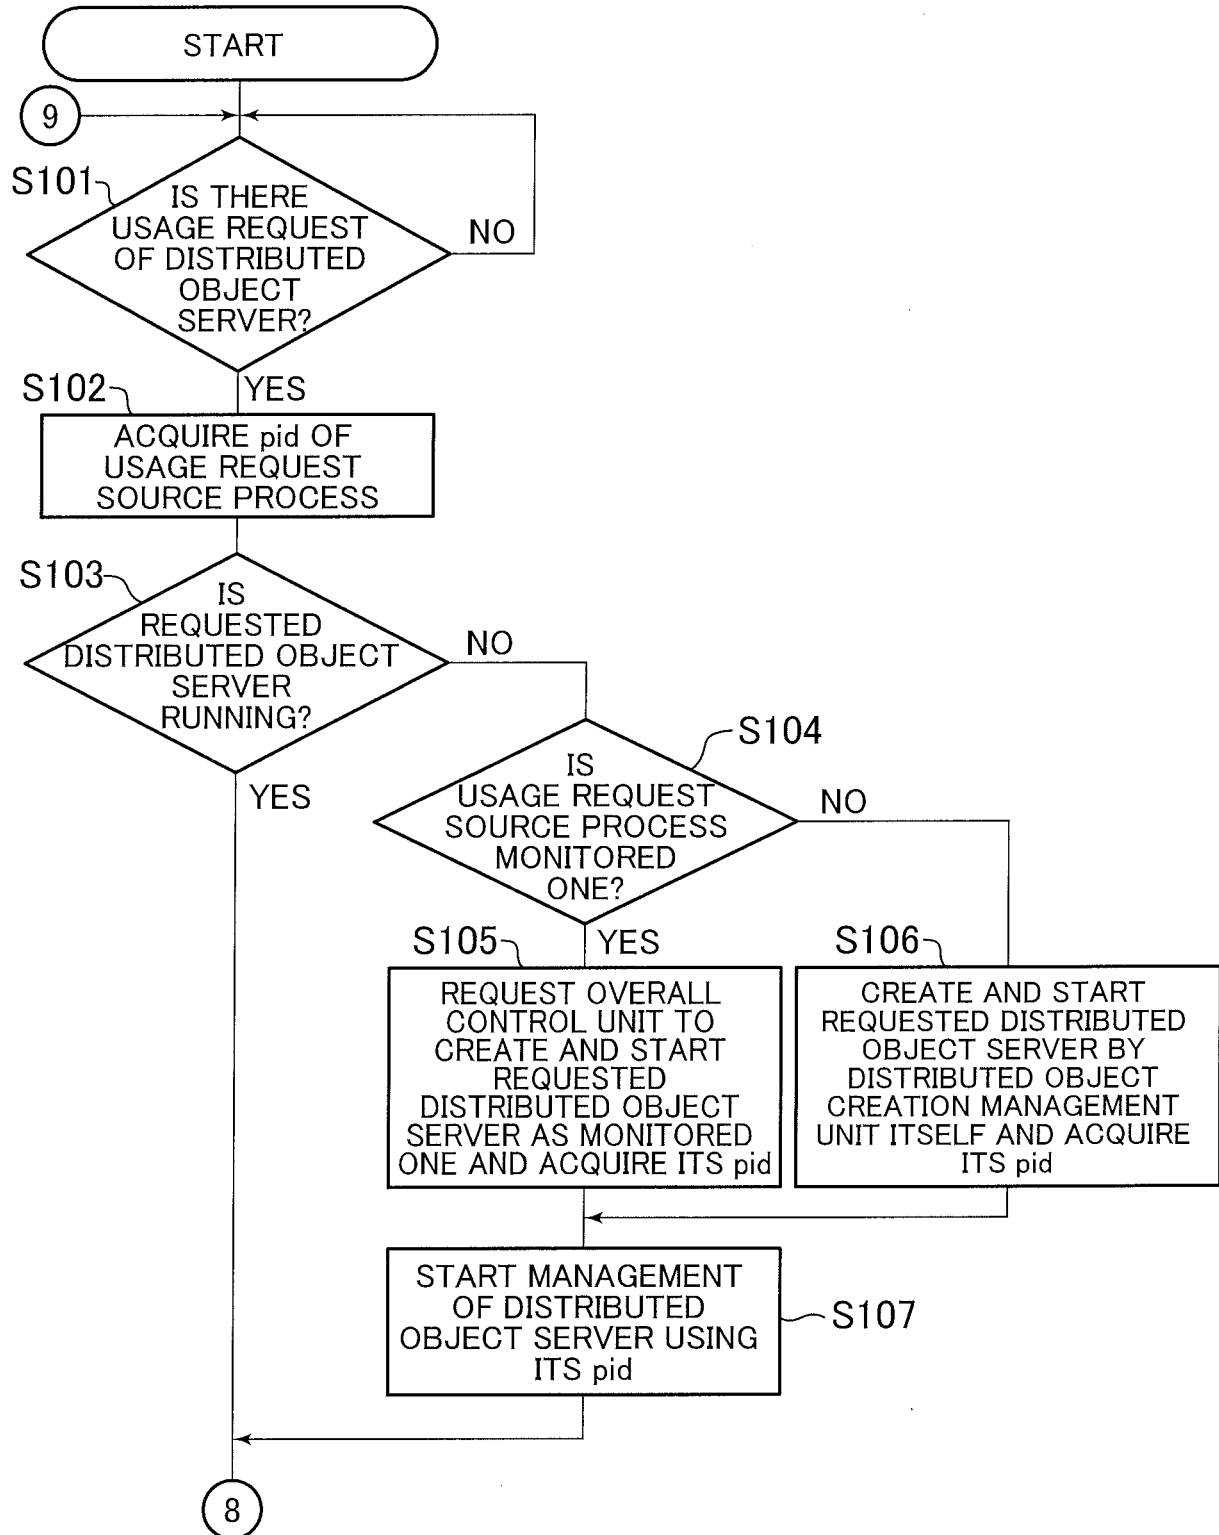 START
9
S101
IS THERE
USAGE REQUEST
OF DISTRIBUTED
OBJECT
SERVER?
NO
YES
S102
ACQUIRE pid OF
USAGE REQUEST
SOURCE PROCESS
S103
IS
REQUESTED
DISTRIBUTED OBJECT
SERVER
RUNNING?
NO
YES
S104
IS
USAGE REQUEST
SOURCE PROCESS
MONITORED
ONE?
NO
YES
S105
REQUEST OVERALL
CONTROL UNIT TO
CREATE AND START
REQUESTED
DISTRIBUTED OBJECT
SERVER AS MONITORED
ONE AND ACQUIRE ITS pid
S106
CREATE AND START
REQUESTED DISTRIBUTED
OBJECT SERVER BY
DISTRIBUTED OBJECT
CREATION MANAGEMENT
UNIT ITSELF AND ACQUIRE
ITS pid
START MANAGEMENT
OF DISTRIBUTED
OBJECT SERVER USING
ITS pid
S107
8